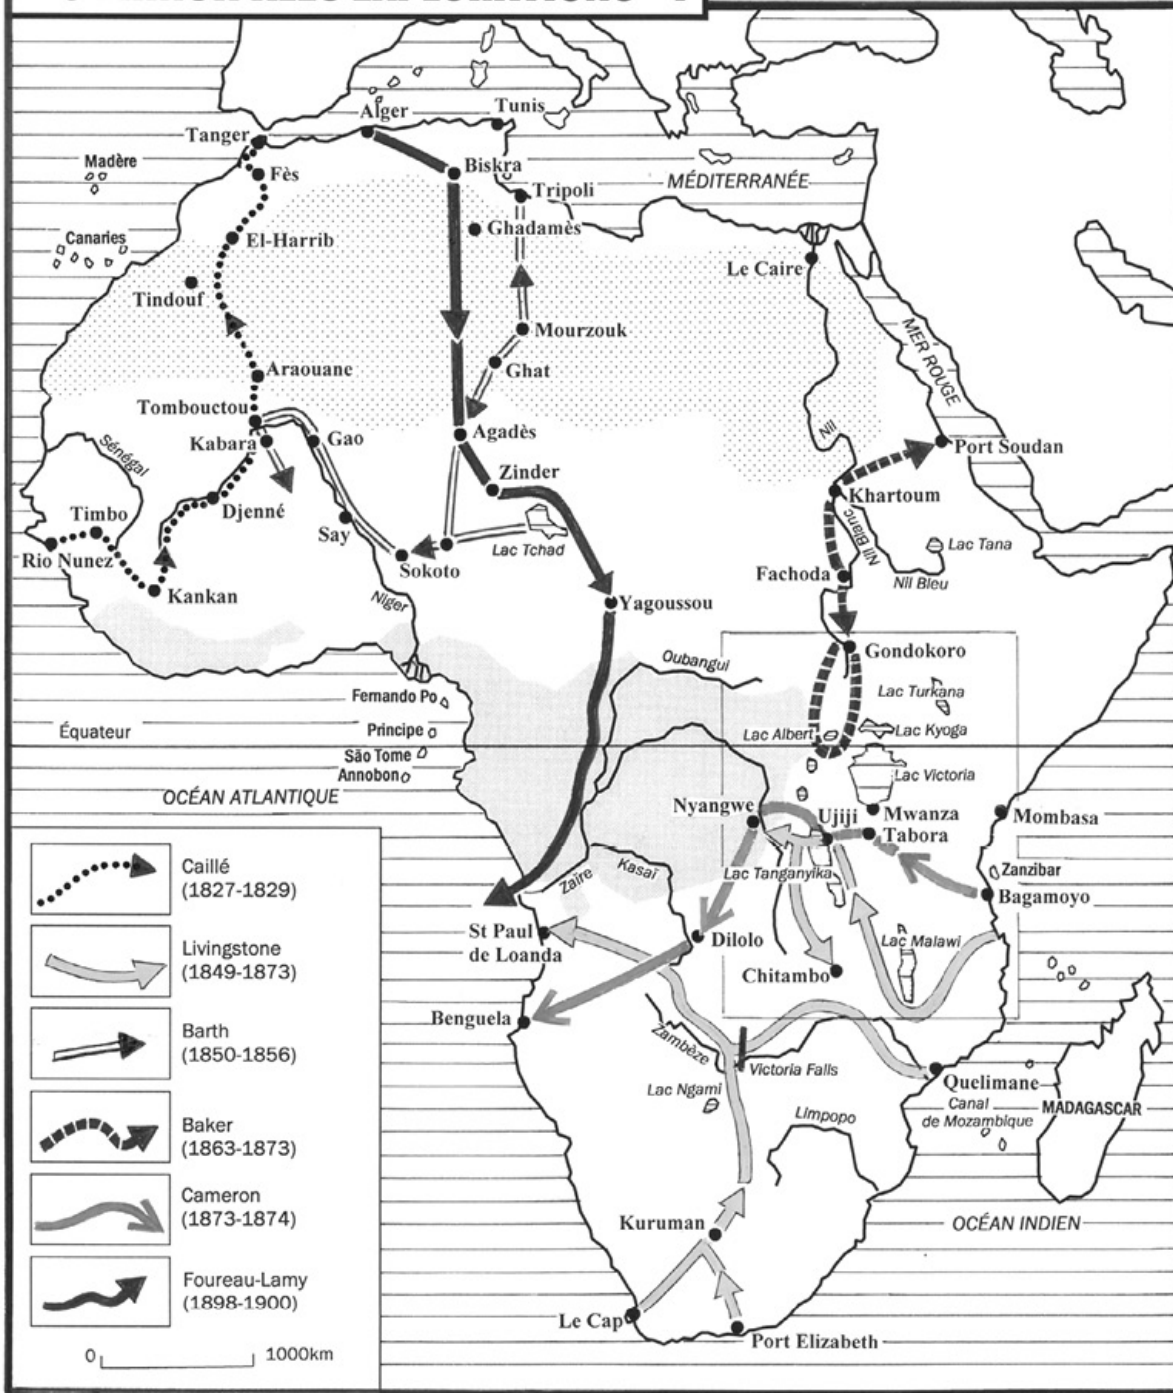 Alger
Tunis
Tanger
Madère
Fès
Biskra
MÉDITERRANÉE
Tripoli
Canaries
El-Harrib
Ghadamès
Le Caire
Tindouf
Mourzouk
MER ROUGE
Araouane
Ghat
Tombouctou
Kabara
Gao
Agadès
Nil
Port Soudan
Sénégal
Zinder
Khartoum
Djenné
Timbo
Say
Lac Tchad
Nil Blanc
Lac Tana
Rio Nunez
Sokoto
Fachoda
Nil Bleu
Kankan
Niger
Yagoussou
Oubangui
Gondokoro
Fernando Po
Lac Turkana
Équateur
Principe
Lac Albert
Lac Kyoga
São Tome
Annobon
Lac Victoria
OCÉAN ATLANTIQUE
Nyangwe
Ujiji
Mwanza
Tabora
Mombasa
Zaïre
Kasaï
Lac Tanganyika
Zanzibar
Bagamoyo
St Paul
de Loanda
Dilolo
Lac Malawi
Chitambo
Benguela
Zambèze
Victoria Falls
Lac Ngami
Quelimane
Limpopo
Canal
de Mozambique
MADAGASCAR
Kuruman
OCÉAN INDIEN
Le Cap
Port Elizabeth
Caillé
(1827-1829)
Livingstone
(1849-1873)
Barth
(1850-1856)
Baker
(1863-1873)
Cameron
(1873-1874)
Foureau-Lamy
(1898-1900)
0
1000km